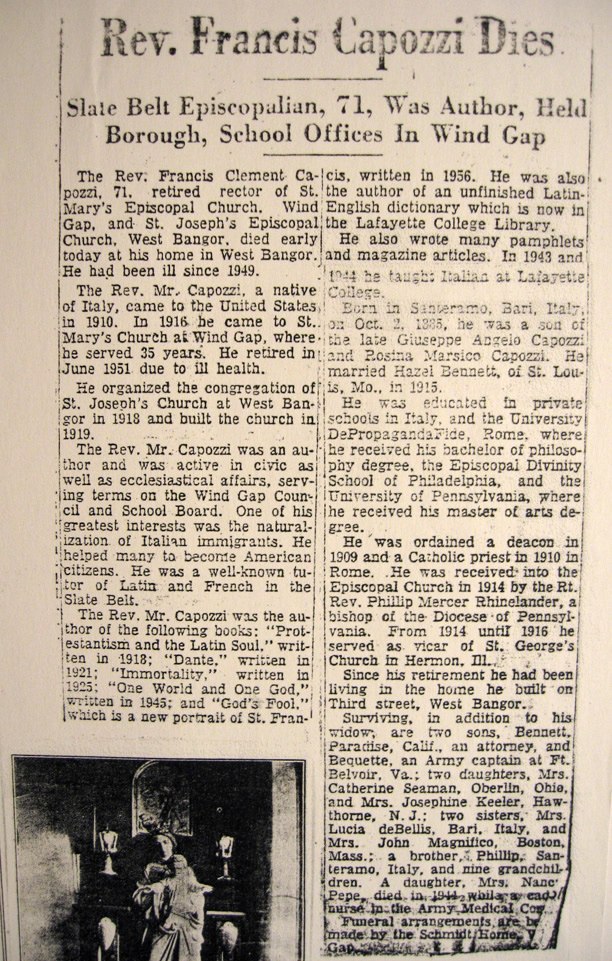 Rev. Francis Capozzi Dies
Slate Belt Episcopalian, 71, Was Author, Held
Borough, School Offices In Wind Gap
The Rev. Francis Clement Ca-
pozzi, 71, retired rector of St.
Mary's Episcopal Church, Wind
Gap, and St. Joseph's Episcopal
Church, West Bangor, died early
today at his home in West Bangor.
He had been ill since 1949.
The Rev. Mr. Capozzi, a native
of Italy, came to the United States
in 1910. In 1916 he came to St.
Mary's Church at Wind Gap, where
he served 35 years. He retired in
June 1951 due to ill health.
He organized the congregation of
St. Joseph's Church at West Ban-
gor in 1918 and built the church in
1919.
The Rev. Mr. Capozzi was an au-
thor and was active in civic as
well as ecclesiastical affairs, serv-
ing terms on the Wind Gap Coun-
cil and School Board. One of his
greatest interests was the natural-
ization of Italian immigrants. He
helped many to become American
citizens. He was a well-known tu-
tor of Latin and French in the
Slate Belt.
The Rev. Mr. Capozzi was the au-
thor of the following books: "Prot-
estantism and the Latin Soul," writ-
ten in 1918; "Dante," written in
1921; "Immortality," written in
1925; "One World and One God,"
written in 1945; and "God's Fool,"
which is a new portrait of St. Fran-
cis, written in 1956. He was also
the author of an unfinished Latin-
English dictionary which is now in
the Lafayette College Library.
He also wrote many pamphlets
and magazine articles. In 1943 and
1944 he taught Italian at Lafayette
College.
Born in Santeramo, Bari, Italy,
on Oct. 2, 1885, he was a son of
the late Giuseppe Angelo Capozzi
and Rosina Marsico Capozzi. He
married Hazel Bennett, of St. Lou-
is, Mo., in 1915.
He was educated in private
schools in Italy, and the University
DePropagandaFide, Rome, where
he received his bachelor of philoso-
phy degree, the Episcopal Divinity
School of Philadelphia, and the
University of Pennsylvania, where
he received his master of arts de-
gree.
He was ordained a deacon in
1909 and a Catholic priest in 1910 in
Rome. He was received into the
Episcopal Church in 1914 by the Rt.
Rev. Phillip Mercer Rhinelander, a
bishop of the Diocese of Pennsyl-
vania. From 1914 until 1916 he
served as vicar of St. George's
Church in Hermon, Ill.
Since his retirement he had been
living in the home he built on
Third street, West Bangor.
Surviving, in addition to his
widow, are two sons, Bennett,
Paradise, Calif., an attorney, and
Bequette, an Army captain at Ft.
Belvoir, Va.; two daughters, Mrs.
Catherine Seaman, Oberlin, Ohio,
and Mrs. Josephine Keeler, Haw-
thorne, N. J.; two sisters, Mrs.
Lucia deBellis, Bari, Italy, and
Mrs. John Magnifico, Boston,
Mass.; a brother, Phillip, San-
teramo, Italy, and nine grandchil-
dren. A daughter, Mrs. Nanc
Pepe, died in 1944 while a cad
nurse in the Army Medical Co
Funeral arrangements are b
made by the Schmidt Home, W
Gap.